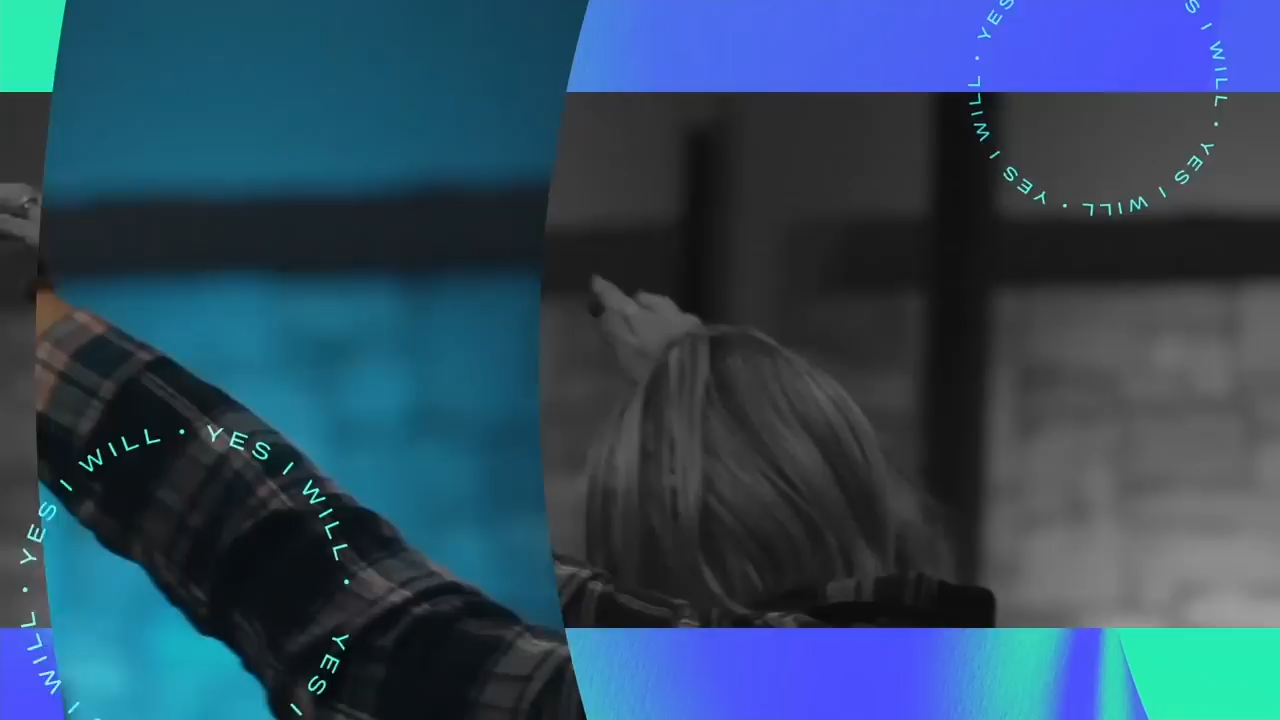 YES I WILL • YES I WILL • YES
S I WILL • YES I WILL • YES I WILL • YES